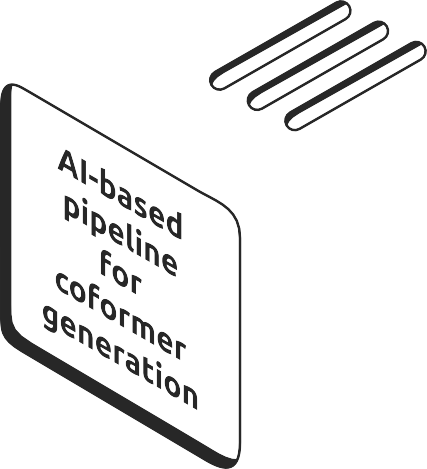 AI-based
pipeline
for
coformer
generation